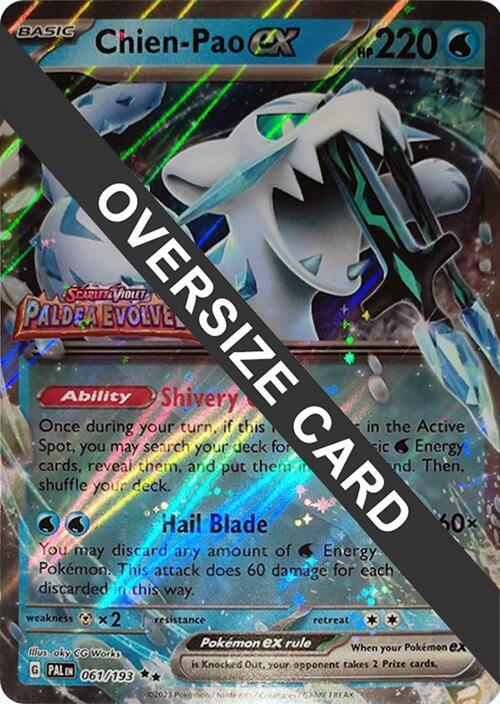 BASIC
Chien-Pao ex
HP 220
OVERSIZE CARD
SCARLET & VIOLET
PALDEA EVOLVE
Ability Shivery
Once during your turn, if this in the Active
Spot, you may search your deck for Energy
cards, reveal them, and put them Then,
shuffle your deck.
Hail Blade 60×
You may discard any amount of Energy
Pokémon. This attack does 60 damage for each
discarded in this way.
weakness ×2 resistance retreat
Illus. aky CG Works
Pokémon ex rule
When your Pokémon ex
is Knocked Out, your opponent takes 2 Prize cards.
G PAL EN 061/193
©2023 Pokémon / Nintendo / Creatures / GAME FREAK